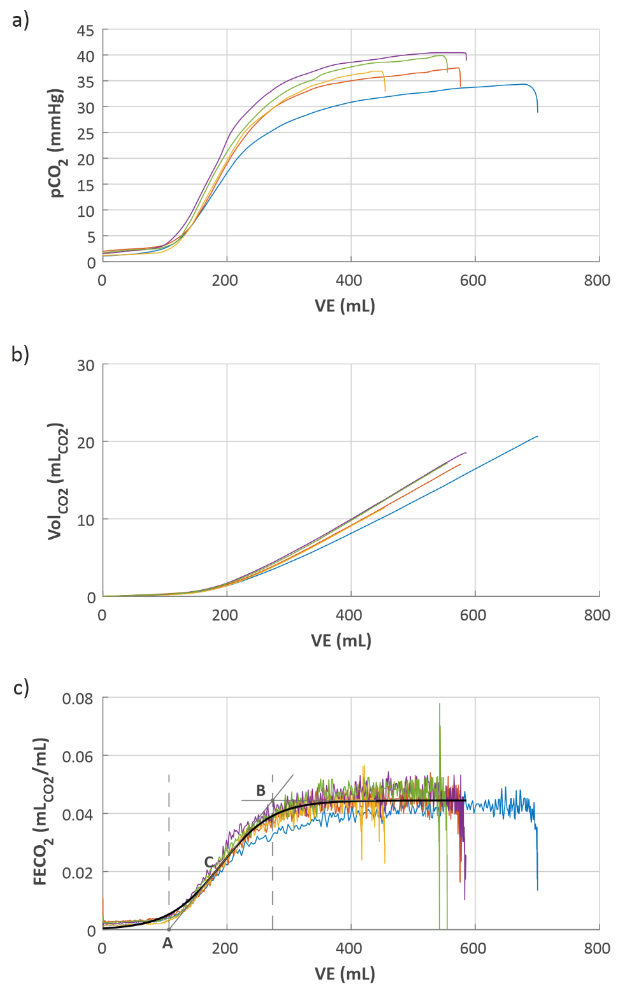 a)
45
40
35
30
25
20
15
10
5
0
pCO2 (mmHg)
0 200 400 600 800
VE (mL)
b)
30
20
10
0
VolCO2 (mLCO2)
0 200 400 600 800
VE (mL)
c)
0.08
0.06
0.04
0.02
0
FECO2 (mLCO2/mL)
B
C
A
0 200 400 600 800
VE (mL)